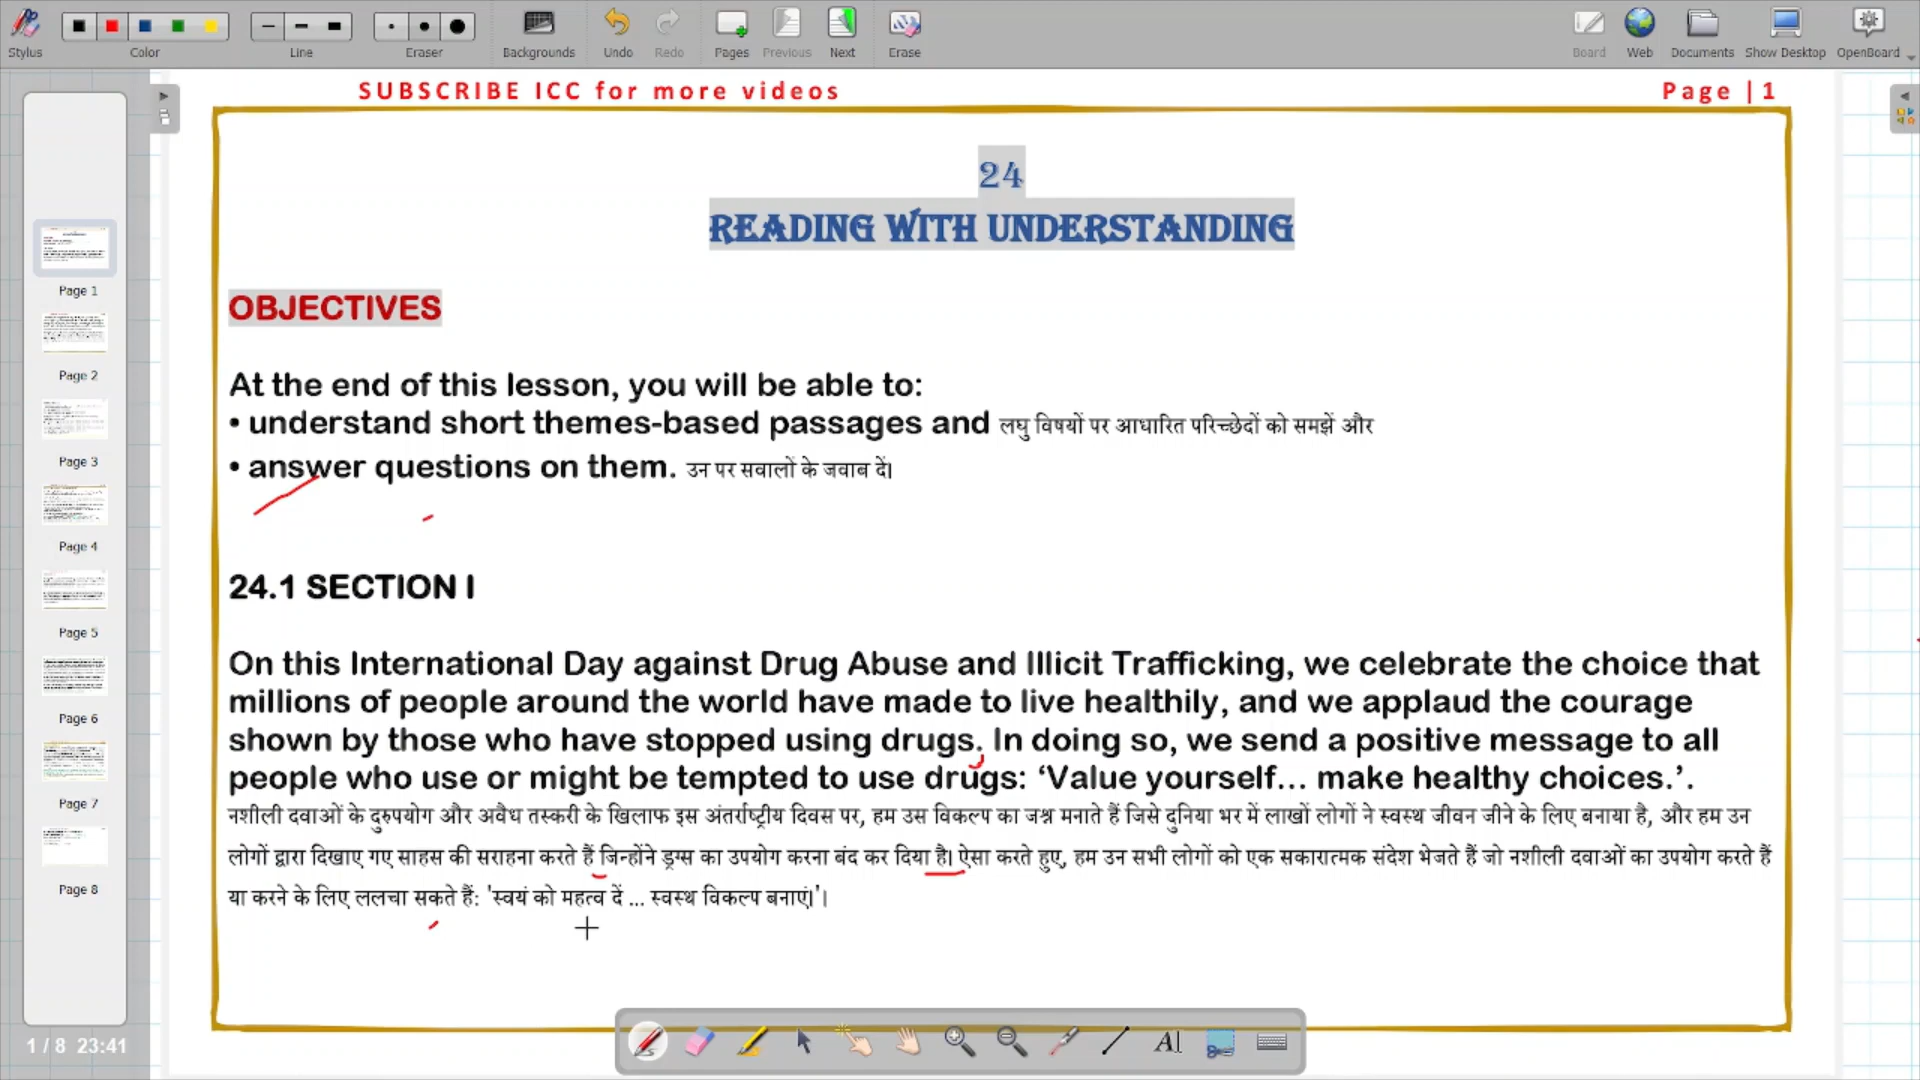 Stylus
Color
Line
Eraser
Backgrounds
Undo
Redo
Pages
Previous
Next
Erase
Board
Web
Documents
Show Desktop
OpenBoard
SUBSCRIBE ICC for more videos
Page | 1
24
READING WITH UNDERSTANDING
OBJECTIVES
At the end of this lesson, you will be able to:
• understand short themes-based passages and लघु विषयों पर आधारित परिच्छेदों को समझें और
• answer questions on them. उन पर सवालों के जवाब दें।
24.1 SECTION I
On this International Day against Drug Abuse and Illicit Trafficking, we celebrate the choice that
millions of people around the world have made to live healthily, and we applaud the courage
shown by those who have stopped using drugs. In doing so, we send a positive message to all
people who use or might be tempted to use drugs: ‘Value yourself... make healthy choices.’.
नशीली दवाओं के दुरुपयोग और अवैध तस्करी के खिलाफ इस अंतर्राष्ट्रीय दिवस पर, हम उस विकल्प का जश्न मनाते हैं जिसे दुनिया भर में लाखों लोगों ने स्वस्थ जीवन जीने के लिए बनाया है, और हम उन
लोगों द्वारा दिखाए गए साहस की सराहना करते हैं जिन्होंने ड्रग्स का उपयोग करना बंद कर दिया है। ऐसा करते हुए, हम उन सभी लोगों को एक सकारात्मक संदेश भेजते हैं जो नशीली दवाओं का उपयोग करते हैं
या करने के लिए ललचा सकते हैं: 'स्वयं को महत्व दें ... स्वस्थ विकल्प बनाएं।'।
Page 1
Page 2
Page 3
Page 4
Page 5
Page 6
Page 7
Page 8
1 / 8 23:41